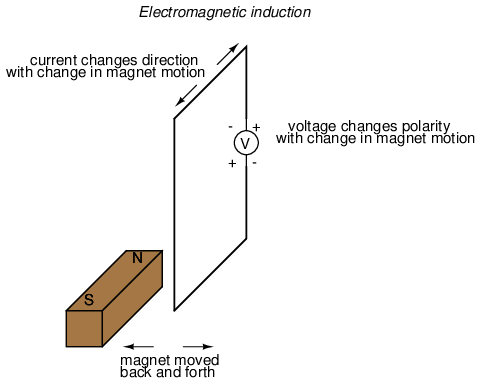 Electromagnetic induction
current changes direction
with change in magnet motion
- +
voltage changes polarity
with change in magnet motion
V
+ -
N
S
magnet moved
back and forth